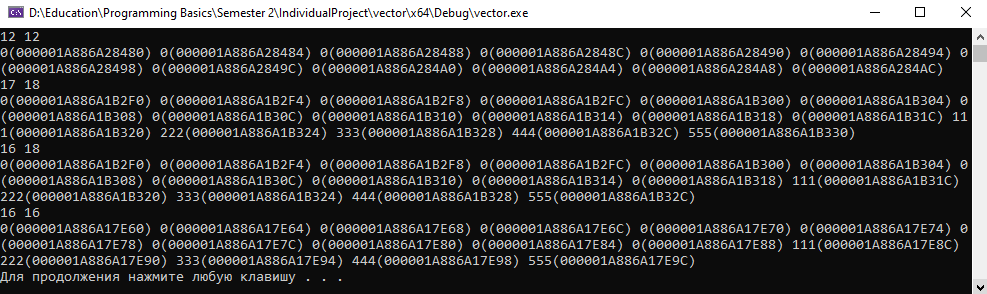 D:\Education\Programming Basics\Semester 2\IndividualProject\vector\x64\Debug\vector.exe
12 12
0(000001A886A28480) 0(000001A886A28484) 0(000001A886A28488) 0(000001A886A2848C) 0(000001A886A28490) 0(000001A886A28494) 0
(000001A886A28498) 0(000001A886A2849C) 0(000001A886A284A0) 0(000001A886A284A4) 0(000001A886A284A8) 0(000001A886A284AC)
17 18
0(000001A886A1B2F0) 0(000001A886A1B2F4) 0(000001A886A1B2F8) 0(000001A886A1B2FC) 0(000001A886A1B300) 0(000001A886A1B304) 0
(000001A886A1B308) 0(000001A886A1B30C) 0(000001A886A1B310) 0(000001A886A1B314) 0(000001A886A1B318) 0(000001A886A1B31C) 11
1(000001A886A1B320) 222(000001A886A1B324) 333(000001A886A1B328) 444(000001A886A1B32C) 555(000001A886A1B330)
16 18
0(000001A886A1B2F0) 0(000001A886A1B2F4) 0(000001A886A1B2F8) 0(000001A886A1B2FC) 0(000001A886A1B300) 0(000001A886A1B304) 0
(000001A886A1B308) 0(000001A886A1B30C) 0(000001A886A1B310) 0(000001A886A1B314) 0(000001A886A1B318) 111(000001A886A1B31C)
222(000001A886A1B320) 333(000001A886A1B324) 444(000001A886A1B328) 555(000001A886A1B32C)
16 16
0(000001A886A17E60) 0(000001A886A17E64) 0(000001A886A17E68) 0(000001A886A17E6C) 0(000001A886A17E70) 0(000001A886A17E74) 0
(000001A886A17E78) 0(000001A886A17E7C) 0(000001A886A17E80) 0(000001A886A17E84) 0(000001A886A17E88) 111(000001A886A17E8C)
222(000001A886A17E90) 333(000001A886A17E94) 444(000001A886A17E98) 555(000001A886A17E9C)
Для продолжения нажмите любую клавишу . . .